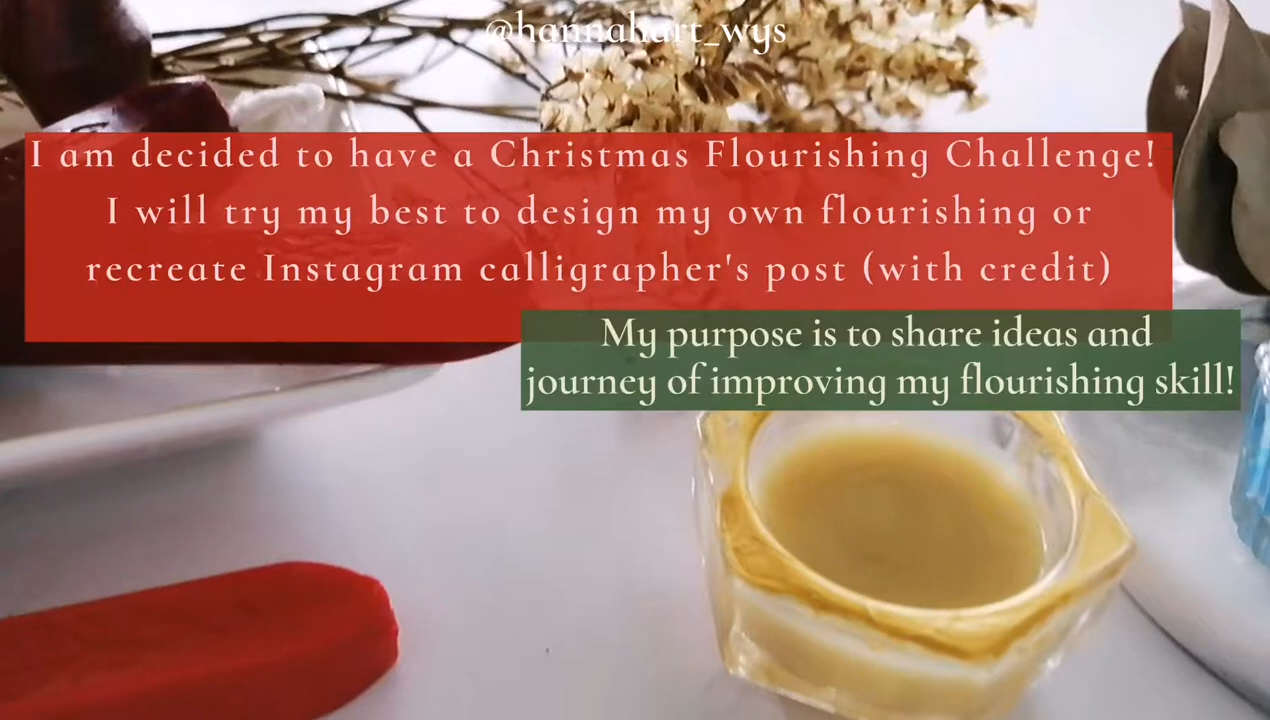 @hannahart_wys
I am decided to have a Christmas Flourishing Challenge!
I will try my best to design my own flourishing or
recreate Instagram calligrapher's post (with credit)
My purpose is to share ideas and
journey of improving my flourishing skill!